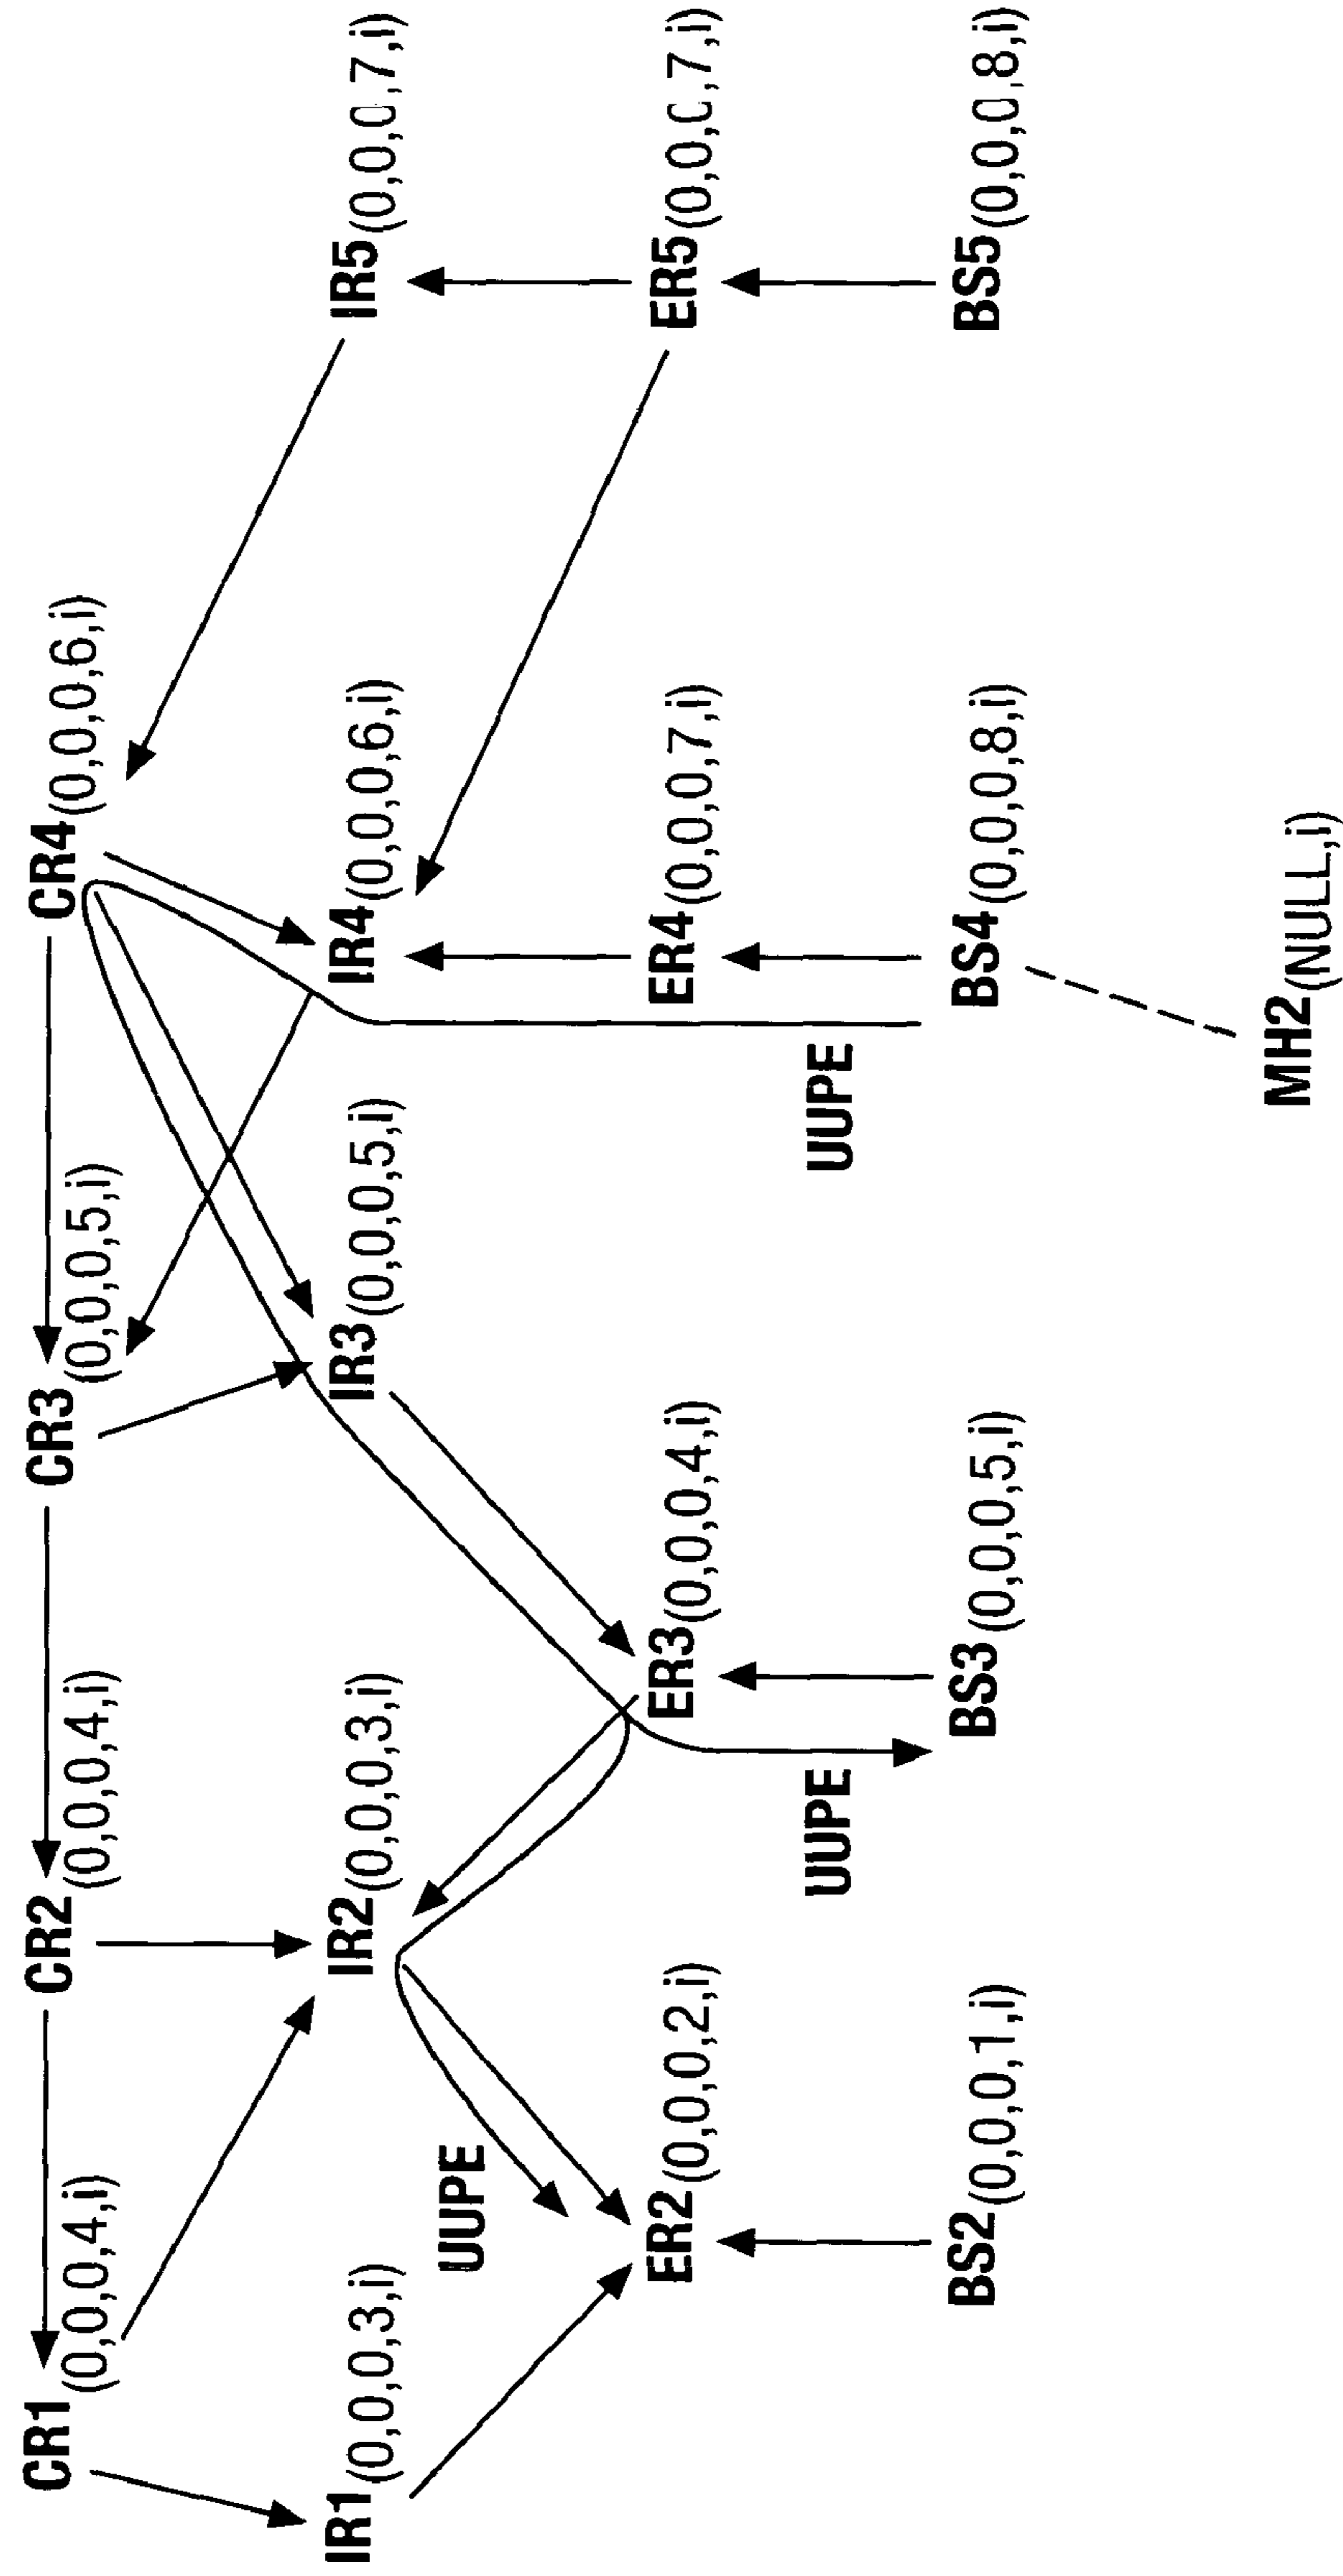 CR1(0,0,0,4,i)
CR2(0,0,0,4,i)
CR3(0,0,0,5,i)
CR4(0,0,0,6,i)
IR1(0,0,0,3,i)
IR2(0,0,0,3,i)
IR3(0,0,0,5,i)
IR4(0,0,0,6,i)
IR5(0,0,0,7,i)
UUPE
ER2(0,0,0,2,i)
ER3(0,0,0,4,i)
ER4(0,0,0,7,i)
ER5(0,0,0,7,i)
UUPE
UUPE
BS2(0,0,0,1,i)
BS3(0,0,0,5,i)
BS4(0,0,0,8,i)
BS5(0,0,0,8,i)
MH2(NULL,i)